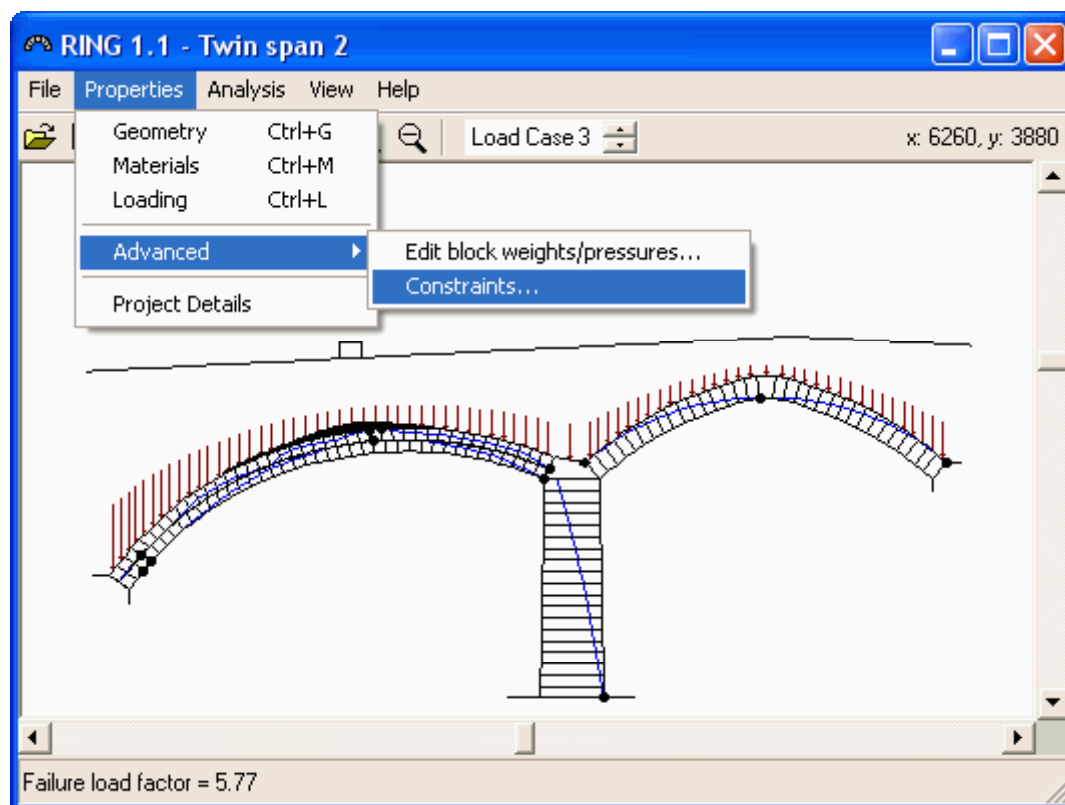 RING 1.1 - Twin span 2
File Properties Analysis View Help
Geometry Ctrl+G
Load Case 3
x: 6260, y: 3880
Materials Ctrl+M
Loading Ctrl+L
Advanced
Edit block weights/pressures...
Constraints...
Project Details
Failure load factor = 5.77